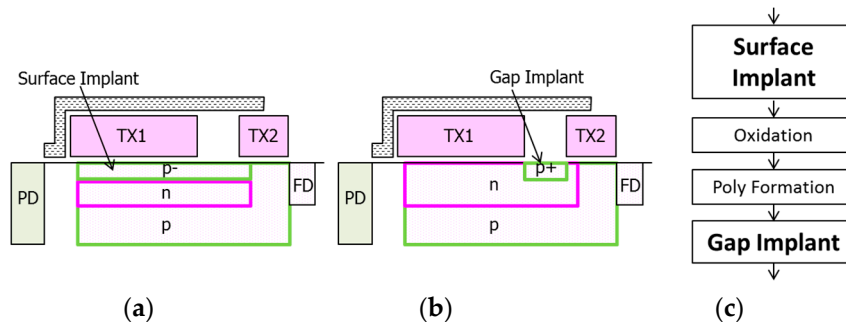 Surface Implant
TX1
TX2
p-
n
p
PD
FD
(a)
Gap Implant
TX1
TX2
p+
n
p
PD
FD
(b)
Surface
Implant
Oxidation
Poly Formation
Gap Implant
(c)